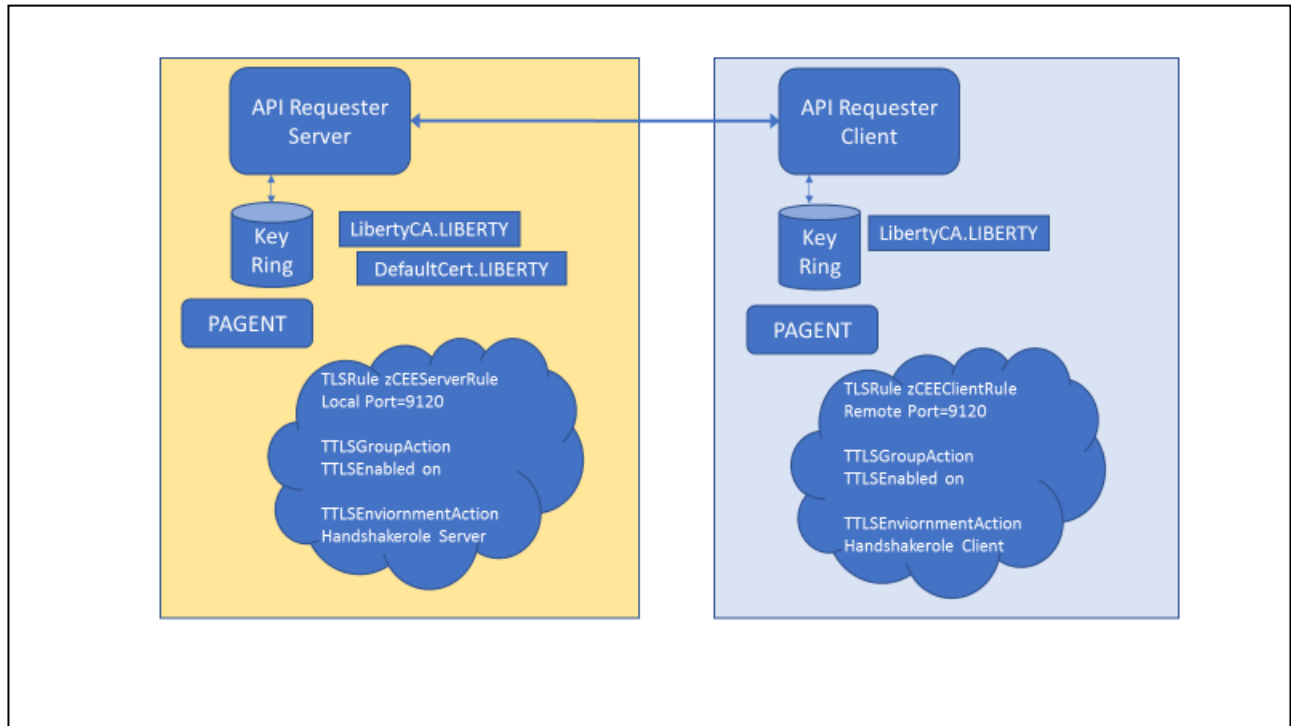 API Requester
Server
Key
Ring
LibertyCA.LIBERTY
DefaultCert.LIBERTY
PAGENT
TLSRule zCEEServerRule
Local Port=9120
TTLSGroupAction
TTLSEnabled on
TTLSEnviornmentAction
Handshakerole Server
API Requester
Client
Key
Ring
LibertyCA.LIBERTY
PAGENT
TLSRule zCEEClientRule
Remote Port=9120
TTLSGroupAction
TTLSEnabled on
TTLSEnviornmentAction
Handshakerole Client